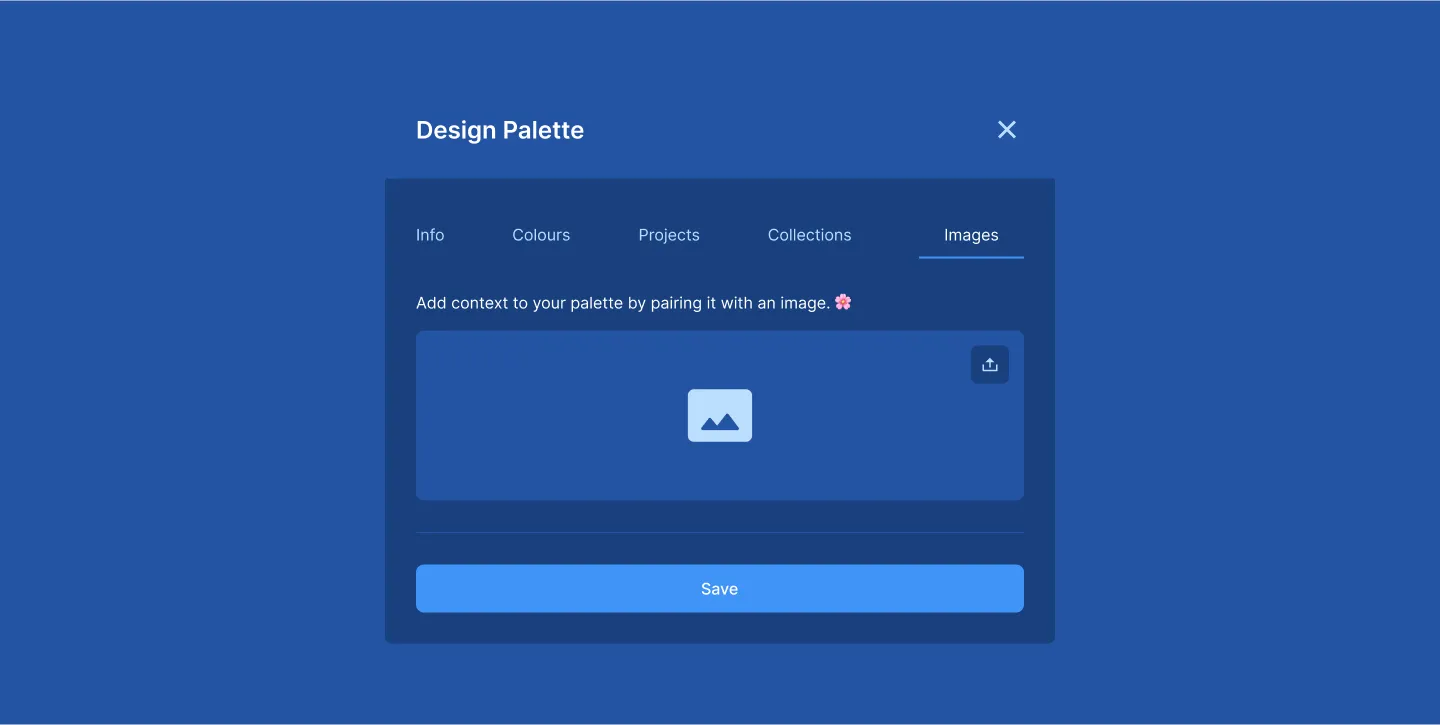 Design Palette
Info Colours Projects Collections Images
Add context to your palette by pairing it with an image. 🌸
Save